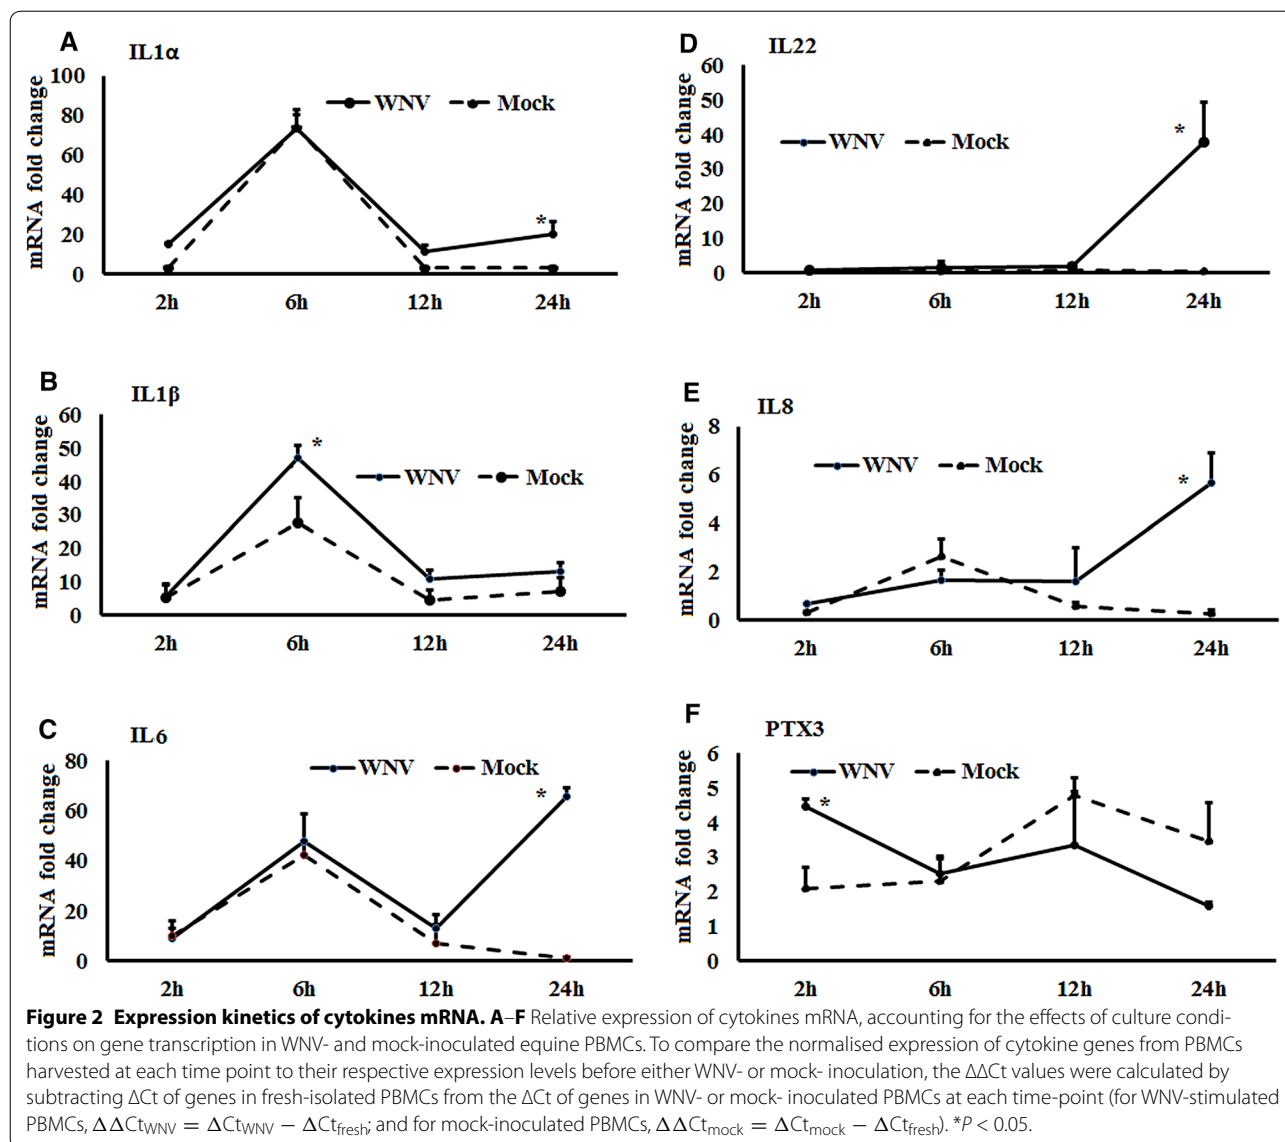 A
IL1α
mRNA fold change
100
80
60
40
20
0
WNV
Mock
*
2h
6h
12h
24h
B
IL1β
mRNA fold change
60
50
40
30
20
10
0
*
WNV
Mock
2h
6h
12h
24h
C
IL6
mRNA fold change
80
60
40
20
0
WNV
Mock
*
2h
6h
12h
24h
D
IL22
mRNA fold change
60
50
40
30
20
10
0
WNV
Mock
*
2h
6h
12h
24h
E
IL8
mRNA fold change
8
6
4
2
0
WNV
Mock
*
2h
6h
12h
24h
F
PTX3
mRNA fold change
6
5
4
3
2
1
0
WNV
Mock
*
2h
6h
12h
24h
Figure 2 Expression kinetics of cytokines mRNA. A–F Relative expression of cytokines mRNA, accounting for the effects of culture condi-
tions on gene transcription in WNV- and mock-inoculated equine PBMCs. To compare the normalised expression of cytokine genes from PBMCs
harvested at each time point to their respective expression levels before either WNV- or mock- inoculation, the ΔΔCt values were calculated by
subtracting ΔCt of genes in fresh-isolated PBMCs from the ΔCt of genes in WNV- or mock- inoculated PBMCs at each time-point (for WNV-stimulated
PBMCs, ΔΔCtWNV = ΔCtWNV − ΔCtfresh; and for mock-inoculated PBMCs, ΔΔCtmock = ΔCtmock − ΔCtfresh). *P < 0.05.